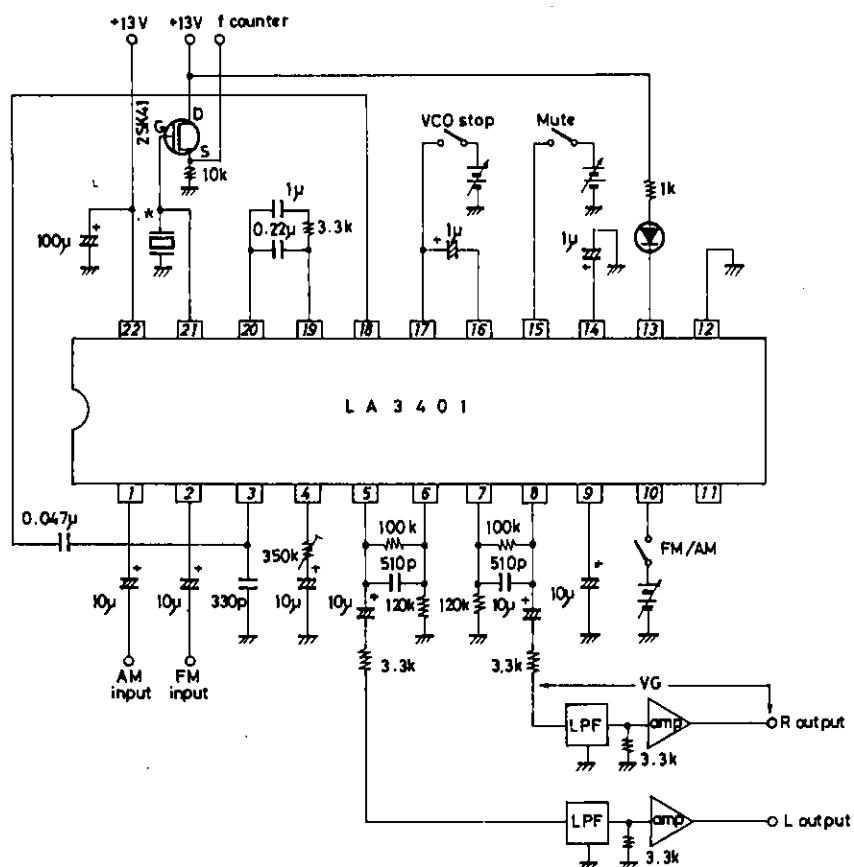 +13V +13V f counter
2SK41
D
G
S
10k
VCO stop
Mute
1µ
0.22µ
3.3k
1µ
1µ
1k
100µ
*
22 21 20 19 18 17 16 15 14 13 12
LA3401
1 2 3 4 5 6 7 8 9 10 11
0.047µ
100k
100k
FM/AM
350k
510p
510p
10µ
10µ
330p
10µ
10µ
120k
120k
10µ
10µ
3.3k
3.3k
AM input
FM input
VG
LPF
amp
R output
3.3k
LPF
amp
L output
3.3k